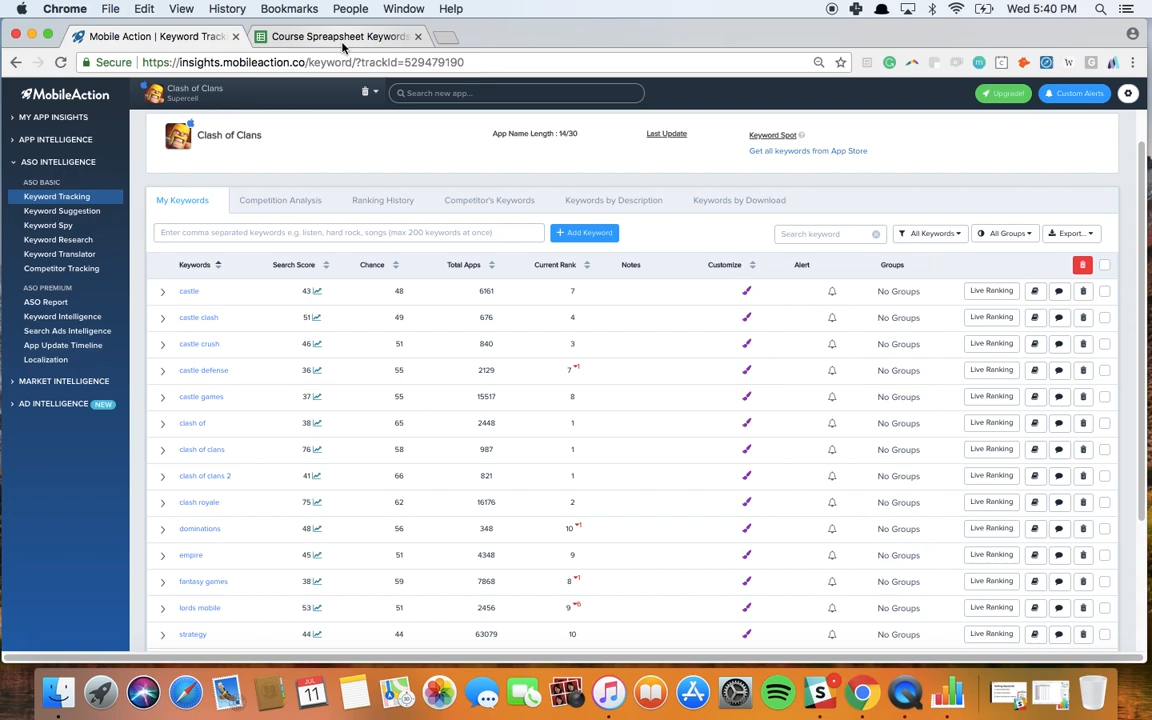 Chrome File Edit View History Bookmarks People Window Help Wed 5:40 PM
Mobile Action | Keyword Track Course Spreapsheet Keywords
Secure https://insights.mobileaction.co/keyword/?trackId=529479190
MobileAction Clash of Clans Supercell Search new app... Upgrade! Custom Alerts
MY APP INSIGHTS
APP INTELLIGENCE
ASO INTELLIGENCE
ASO BASIC
Keyword Tracking
Keyword Suggestion
Keyword Spy
Keyword Research
Keyword Translator
Competitor Tracking
ASO PREMIUM
ASO Report
Keyword Intelligence
Search Ads Intelligence
App Update Timeline
Localization
MARKET INTELLIGENCE
AD INTELLIGENCE NEW
Clash of Clans App Name Length : 14/30 Last Update Keyword Spot
Get all keywords from App Store
My Keywords Competition Analysis Ranking History Competitor's Keywords Keywords by Description Keywords by Download
Enter comma separated keywords e.g. listen, hard rock, songs (max 200 keywords at once) + Add Keyword Search keyword All Keywords All Groups Export...
Keywords Search Score Chance Total Apps Current Rank Notes Customize Alert Groups
castle 43 48 6161 7 No Groups Live Ranking
castle clash 51 49 676 4 No Groups Live Ranking
castle crush 46 51 840 3 No Groups Live Ranking
castle defense 36 55 2129 7 1 No Groups Live Ranking
castle games 37 55 15517 8 No Groups Live Ranking
clash of 38 65 2448 1 No Groups Live Ranking
clash of clans 76 58 987 1 No Groups Live Ranking
clash of clans 2 41 66 821 1 No Groups Live Ranking
clash royale 75 62 16176 2 No Groups Live Ranking
dominations 48 56 348 10 1 No Groups Live Ranking
empire 45 51 4348 9 No Groups Live Ranking
fantasy games 38 59 7868 8 1 No Groups Live Ranking
lords mobile 53 51 2456 9 6 No Groups Live Ranking
strategy 44 44 63079 10 No Groups Live Ranking
JUL
11